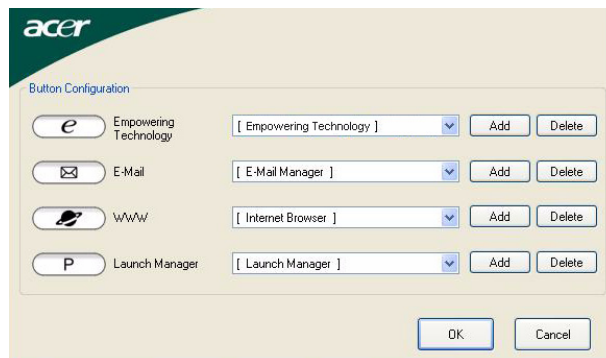 acer
Button Configuration
e Empowering Technology [ Empowering Technology ] Add Delete
E-Mail [ E-Mail Manager ] Add Delete
WWW [ Internet Browser ] Add Delete
P Launch Manager [ Launch Manager ] Add Delete
OK Cancel